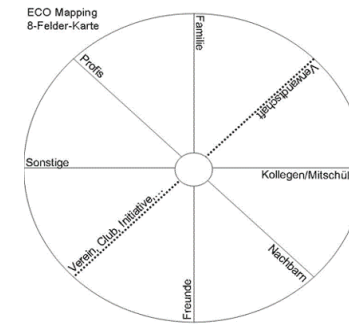 ECO Mapping
8-Felder-Karte
Familie
Profis
Verwandtschaft
Sonstige
Kollegen/Mitschül
Verein, Club, Initiative,...
Nachbarn
Freunde